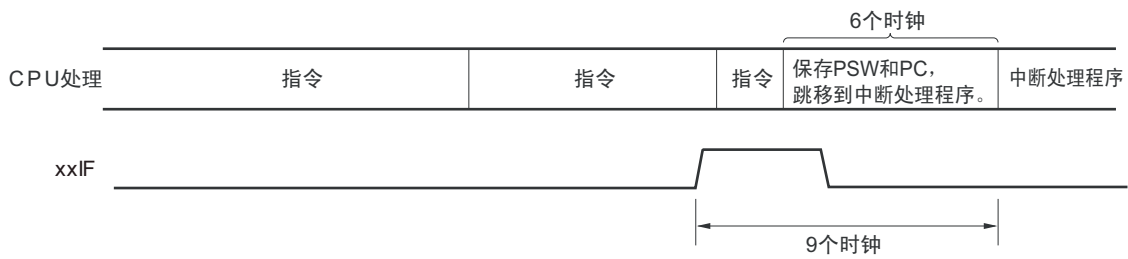 6个时钟
CPU处理
指令
指令
指令
保存PSW和PC，
跳移到中断处理程序。
中断处理程序
xxIF
9个时钟